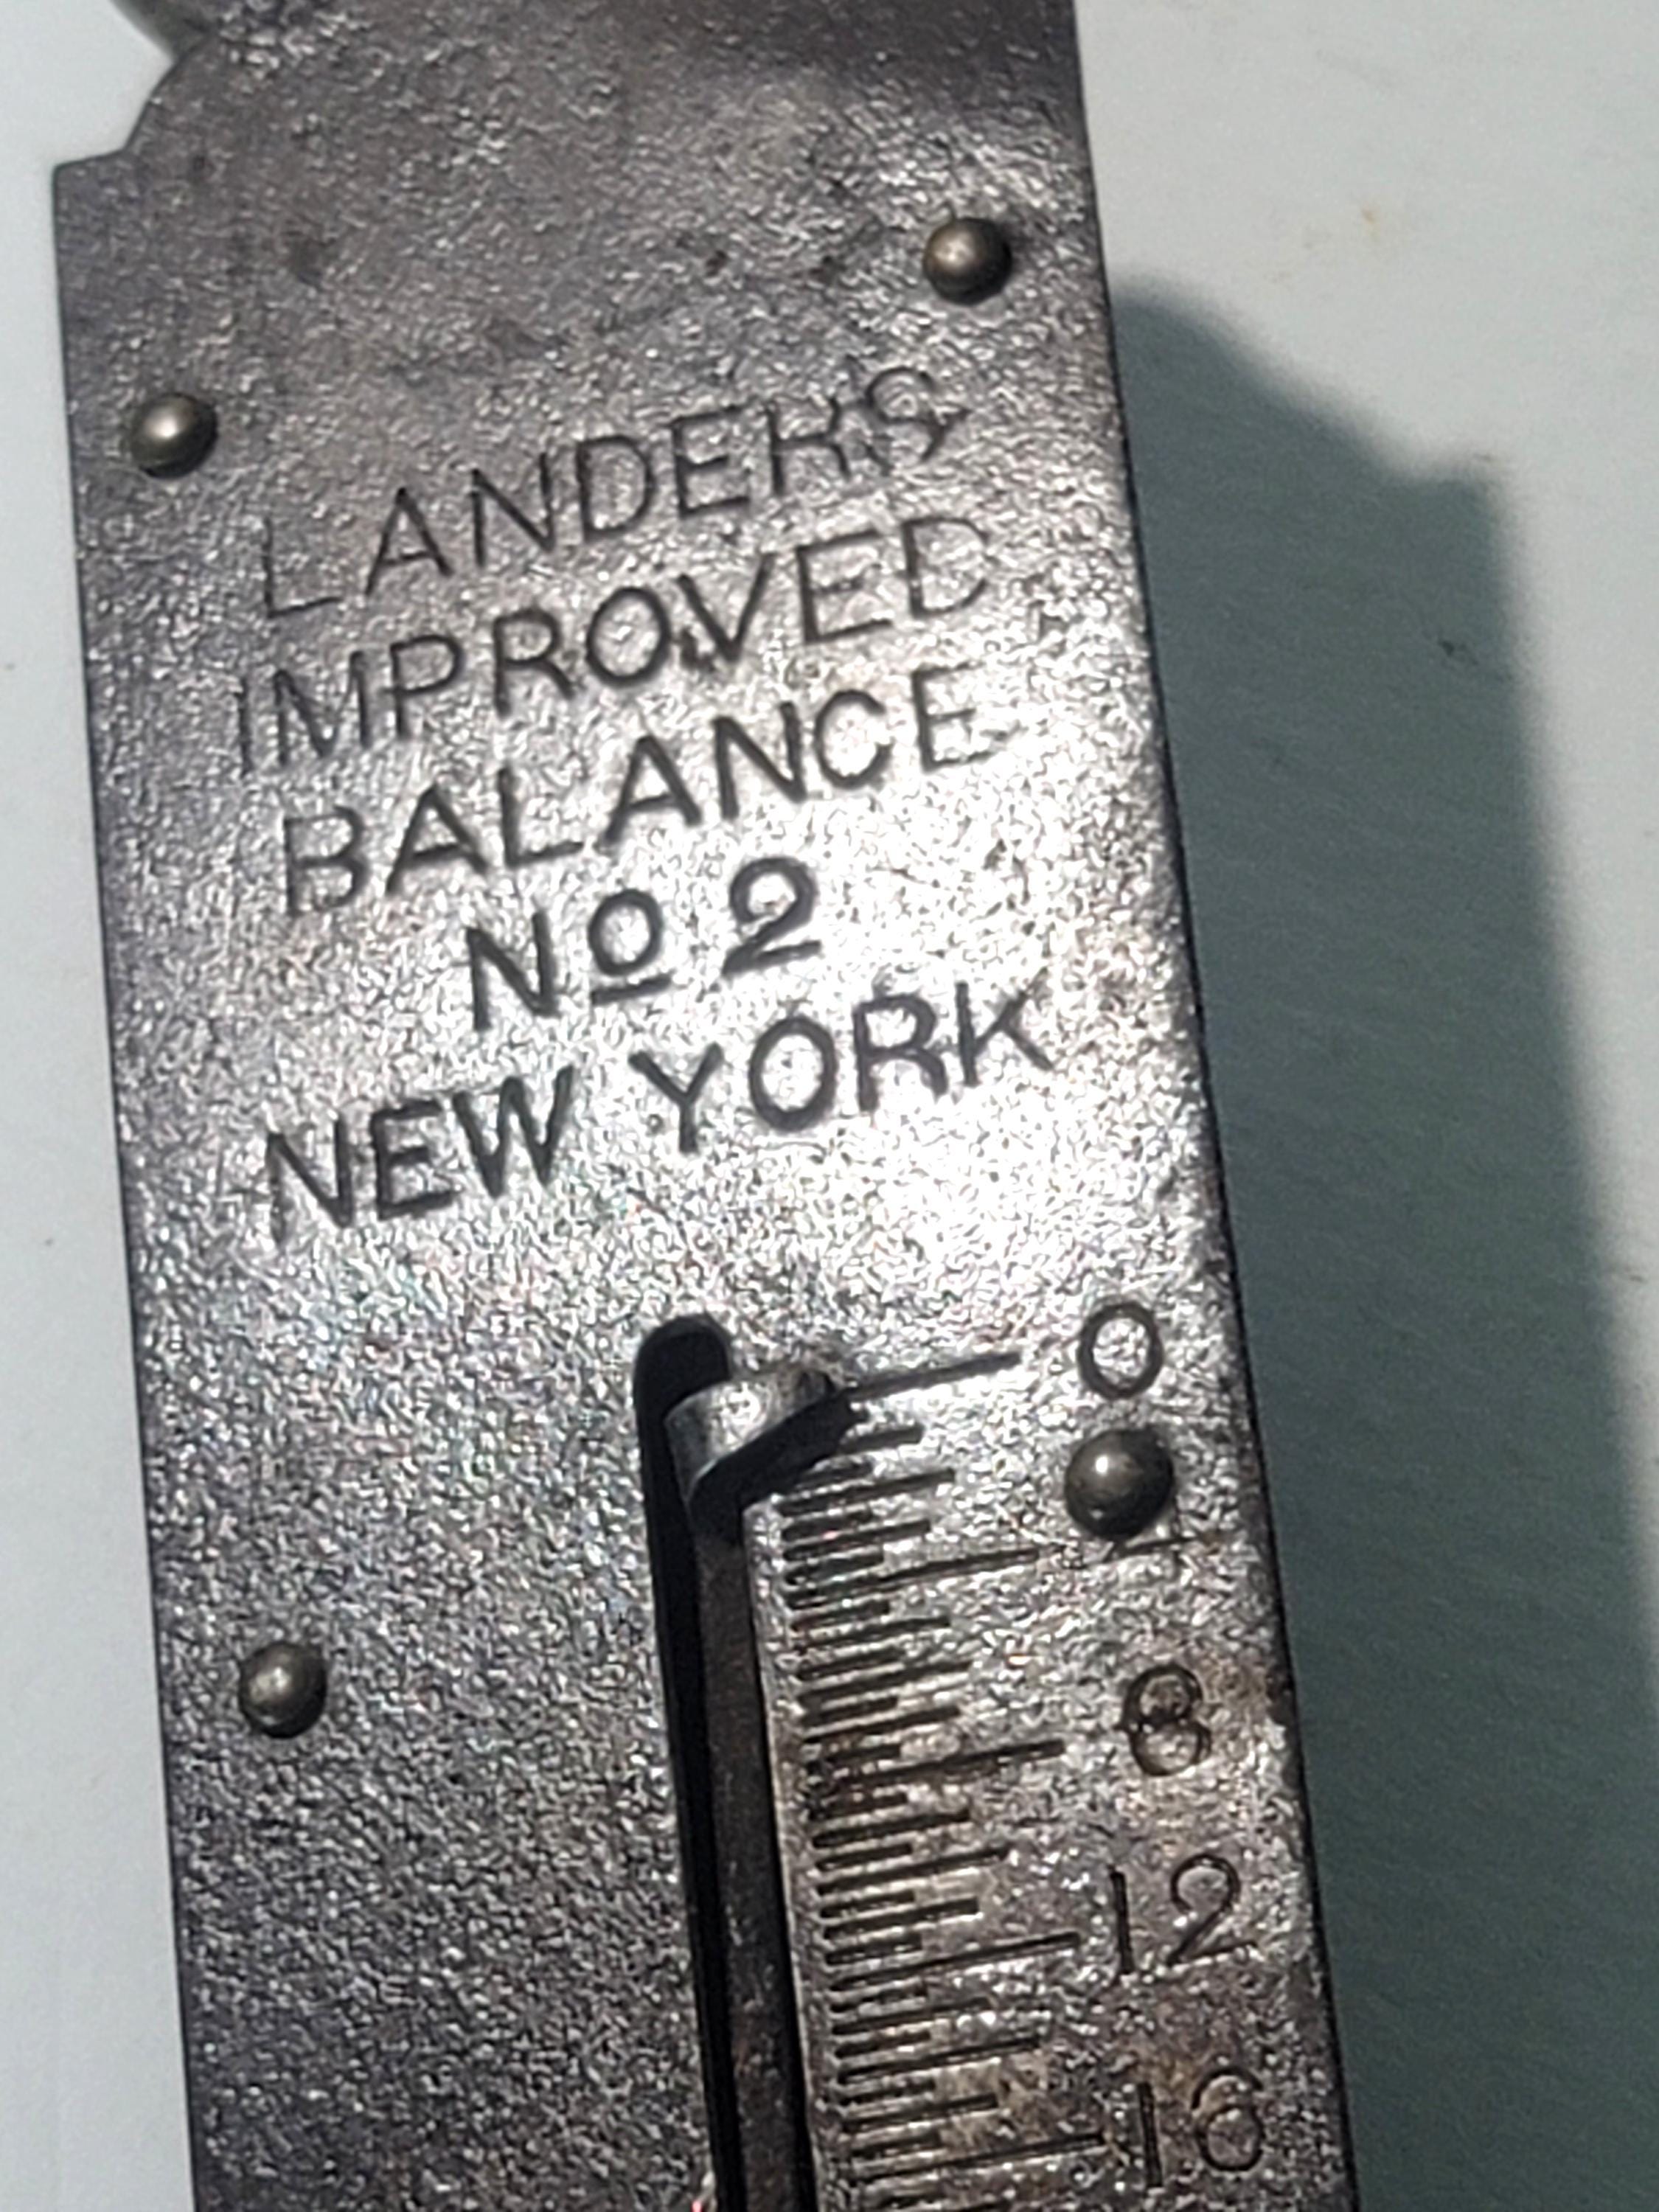 LANDERS
IMPROVED
BALANCE
Nº 2
NEW YORK
0
8
12
16